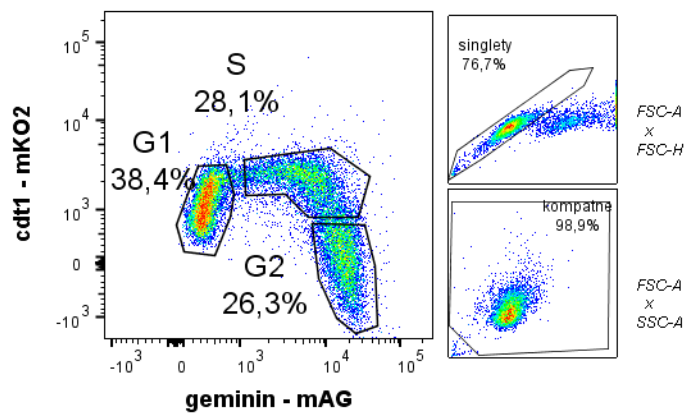 10^5
10^4
10^3
0
-10^3
cdt1 - mKO2
S
28,1%
G1
38,4%
G2
26,3%
-10^3
0
10^3
10^4
10^5
geminin - mAG
singlety
76,7%
FSC-A
x
FSC-H
kompatne
98,9%
FSC-A
x
SSC-A